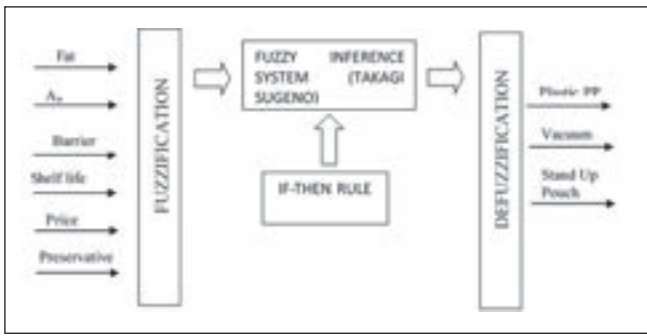 Fat
Aw
Barrier
Shelf life
Price
Preservative
FUZZIFICATION
FUZZY INFERENCE
SYSTEM (TAKAGI
SUGENO)
IF-THEN RULE
DEFUZZIFICATION
Plastic PP
Vacuum
Stand Up
Pouch